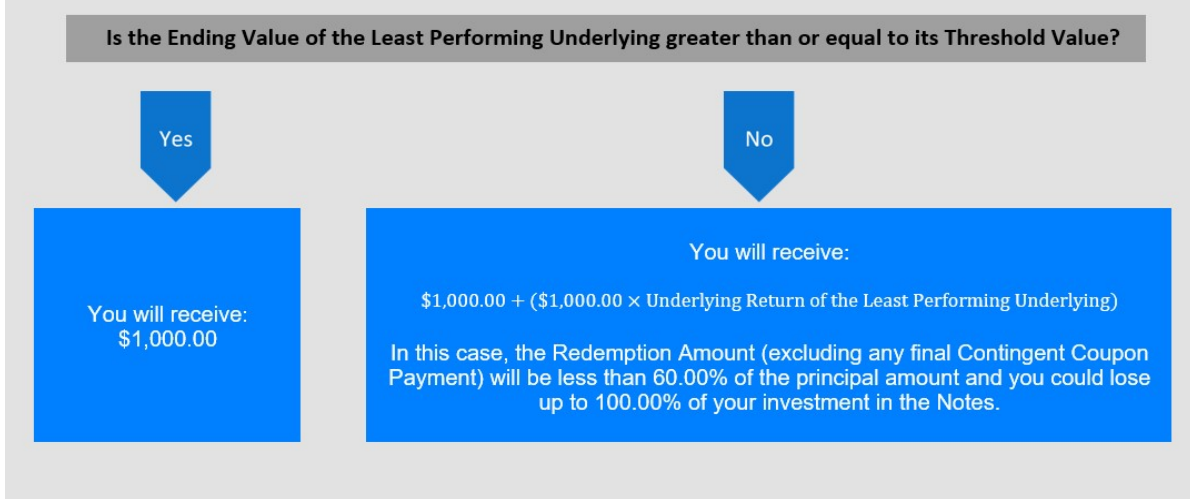 Is the Ending Value of the Least Performing Underlying greater than or equal to its Threshold Value?
Yes
No
You will receive:
$1,000.00
You will receive:
$1,000.00 + ($1,000.00 × Underlying Return of the Least Performing Underlying)
In this case, the Redemption Amount (excluding any final Contingent Coupon
Payment) will be less than 60.00% of the principal amount and you could lose
up to 100.00% of your investment in the Notes.